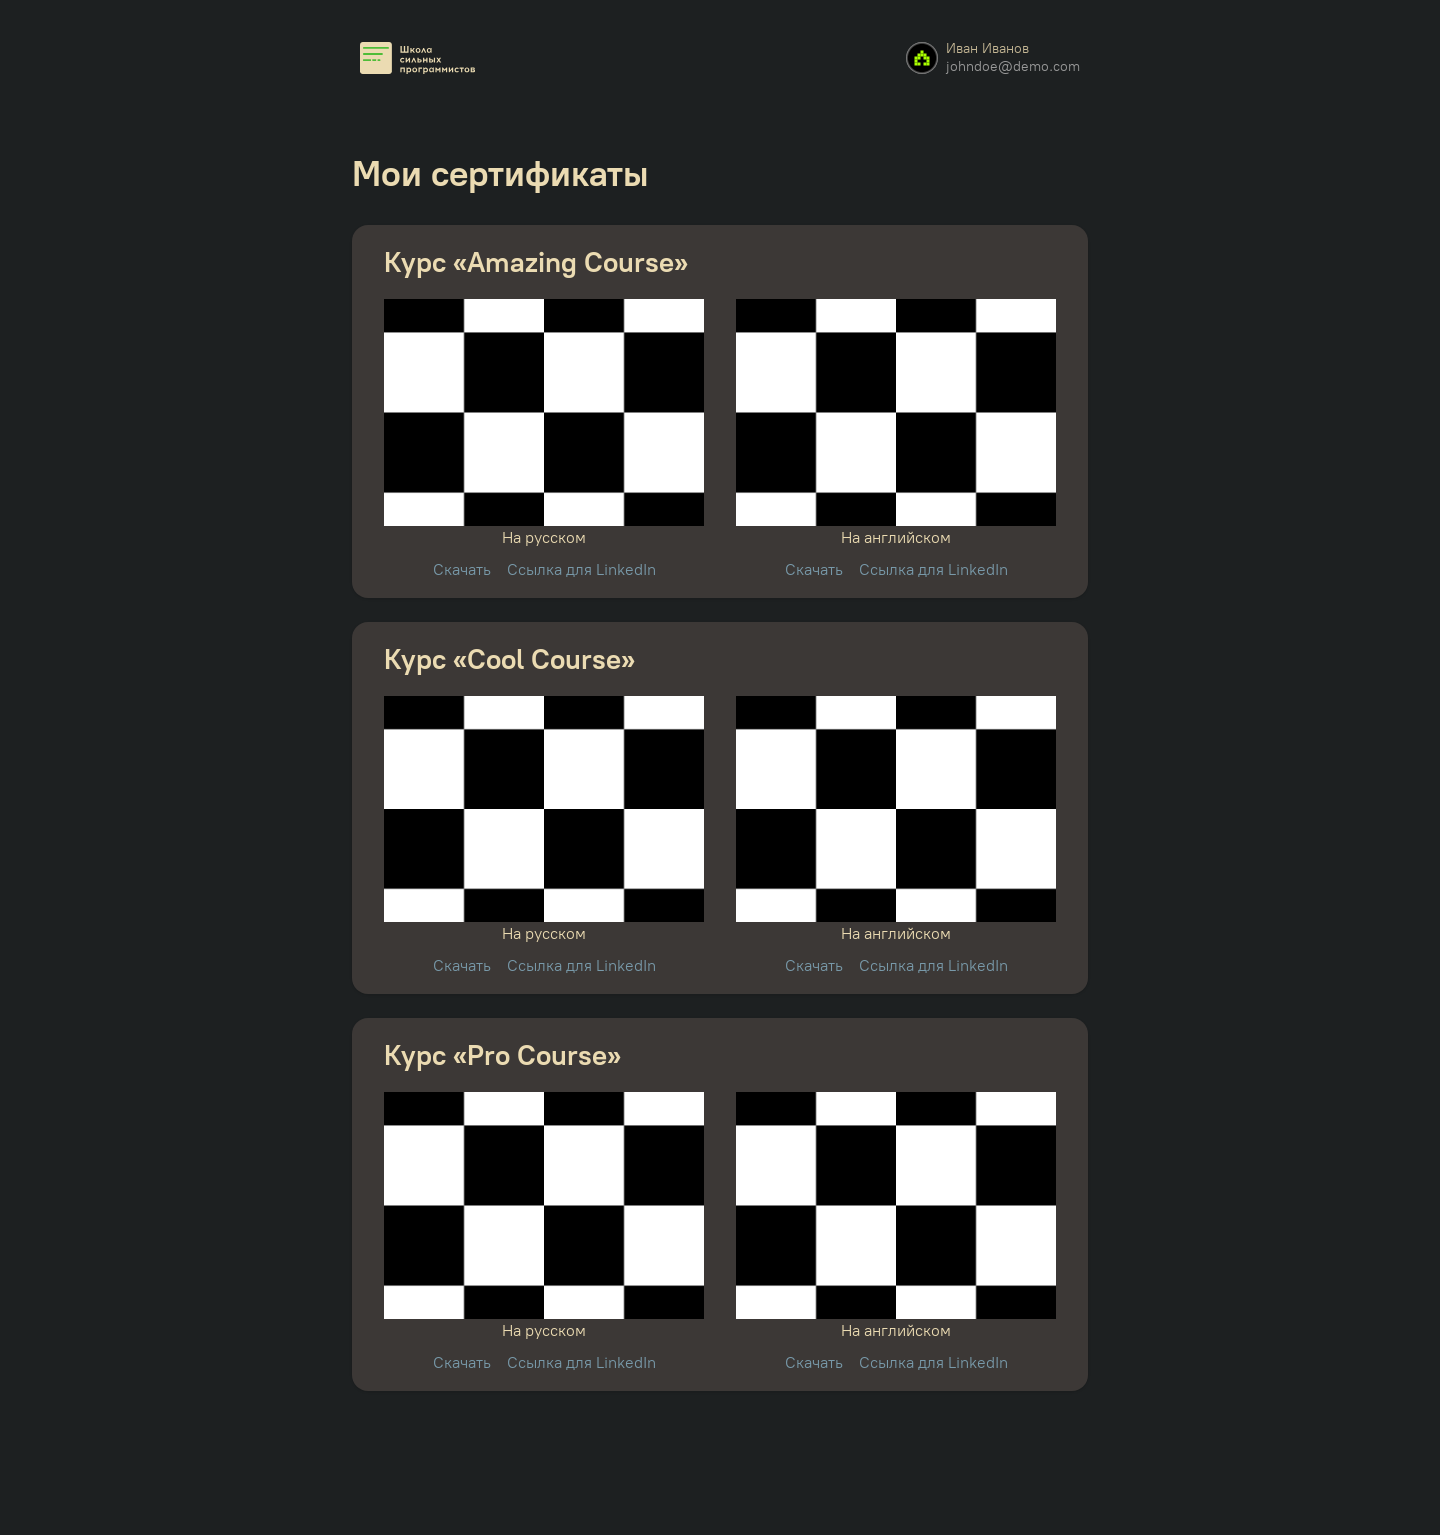 Школа
сильных
программистов
Иван Иванов
johndoe@demo.com
Мои сертификаты
Курс «Amazing Course»
На русском
На английском
Скачать Ссылка для LinkedIn
Скачать Ссылка для LinkedIn
Курс «Cool Course»
На русском
На английском
Скачать Ссылка для LinkedIn
Скачать Ссылка для LinkedIn
Курс «Pro Course»
На русском
На английском
Скачать Ссылка для LinkedIn
Скачать Ссылка для LinkedIn